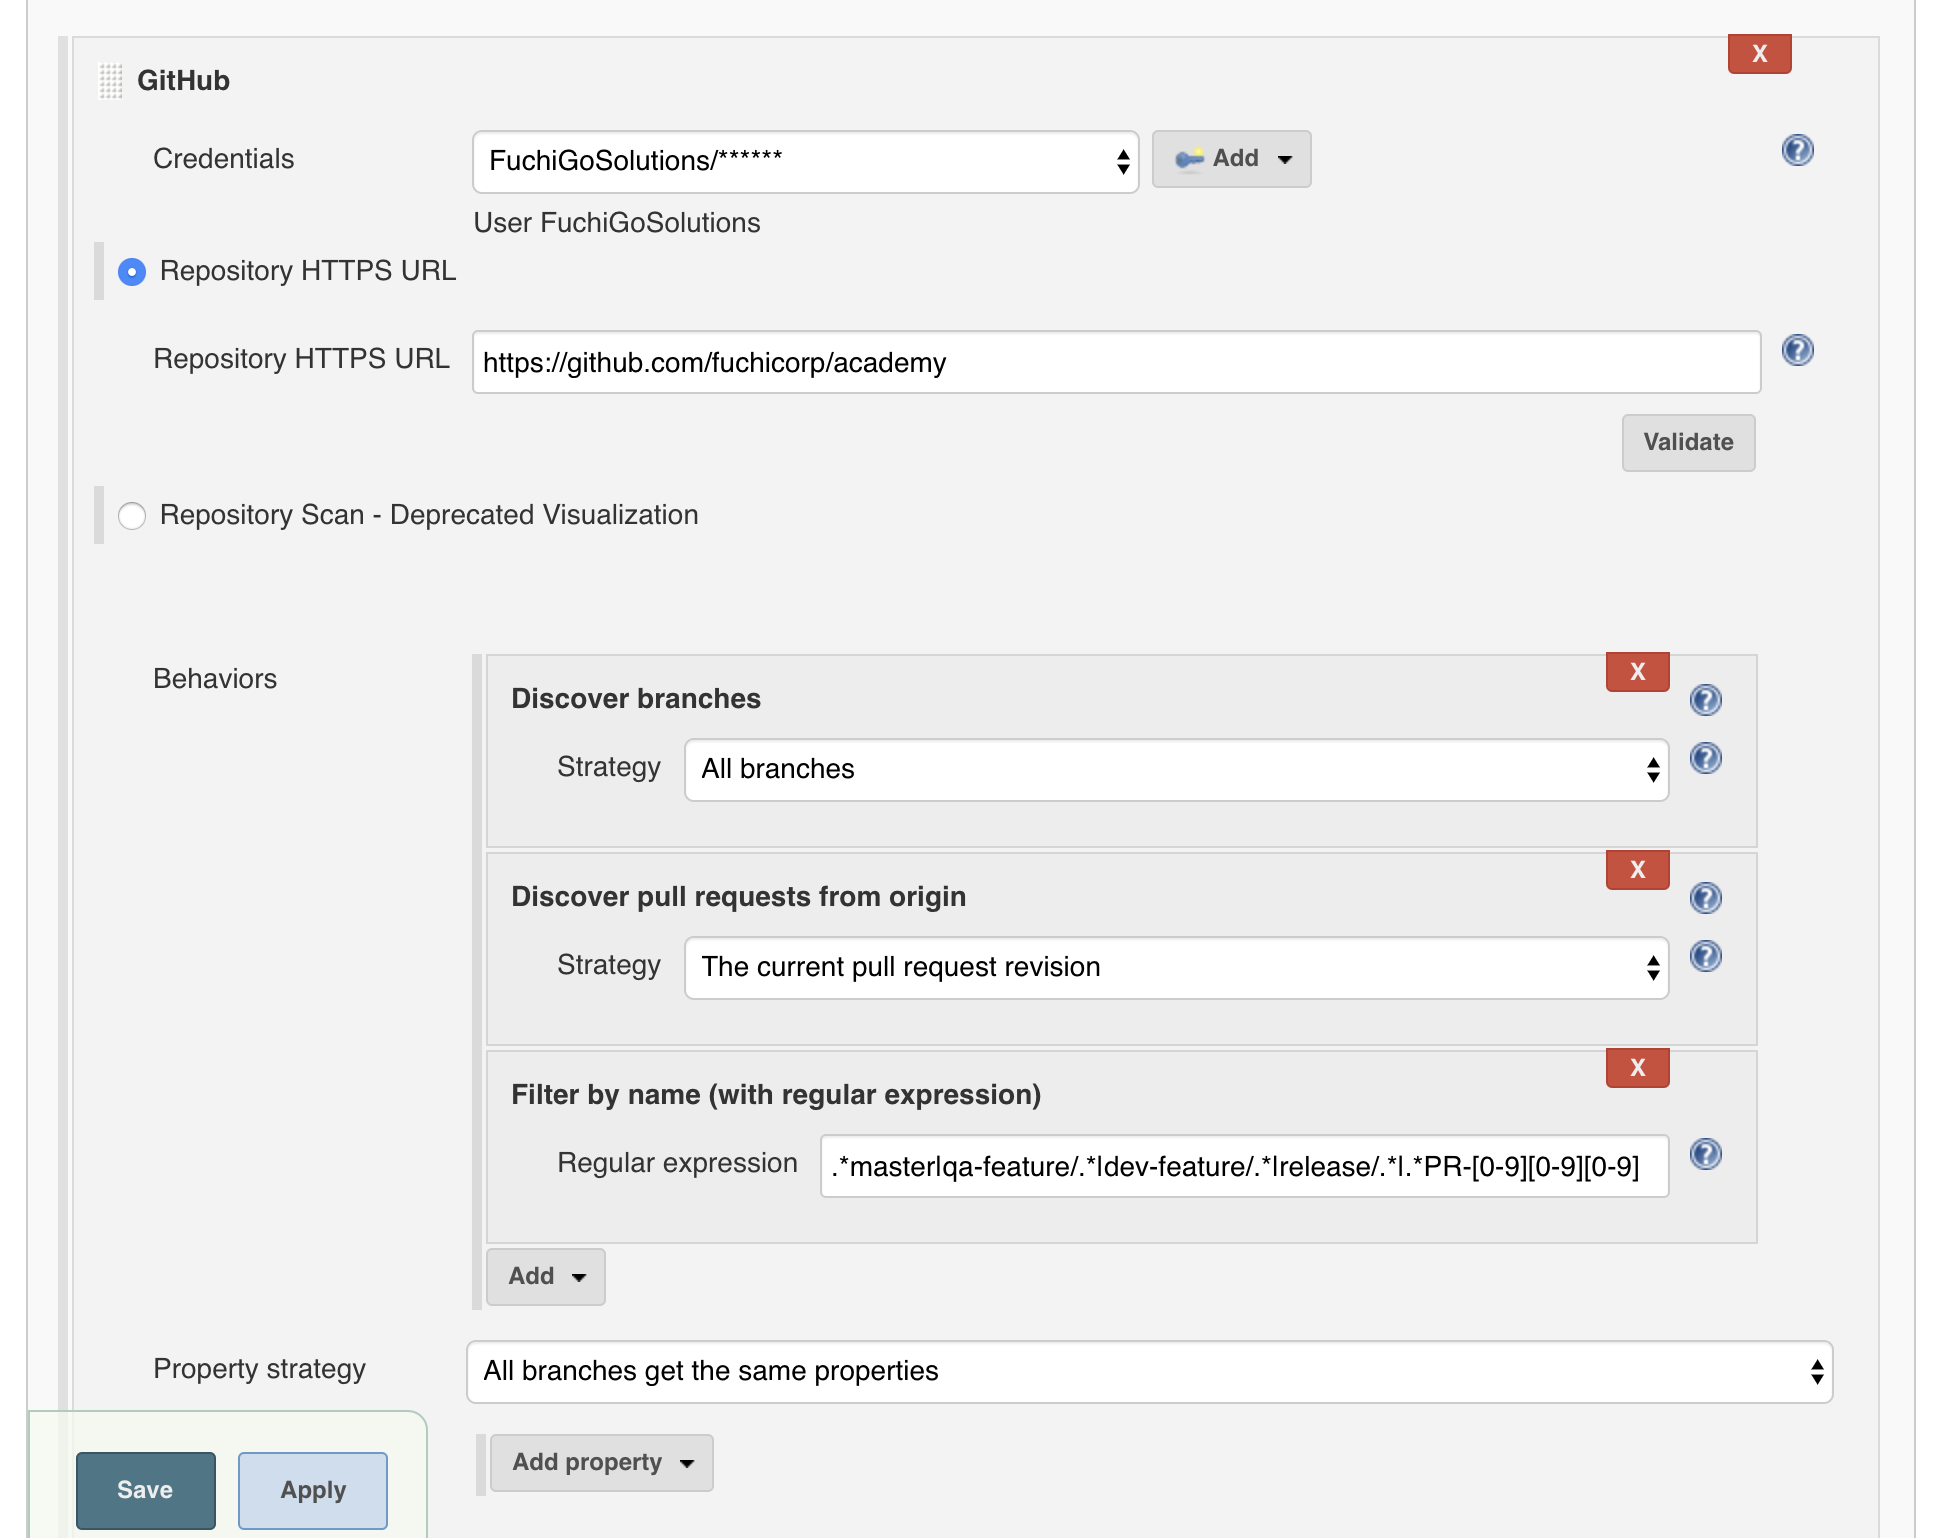 X
GitHub
Credentials
FuchiGoSolutions/******
Add
User FuchiGoSolutions
Repository HTTPS URL
Repository HTTPS URL
https://github.com/fuchicorp/academy
Validate
Repository Scan - Deprecated Visualization
Behaviors
X
Discover branches
Strategy
All branches
X
Discover pull requests from origin
Strategy
The current pull request revision
X
Filter by name (with regular expression)
Regular expression
.*master|qa-feature/.*|dev-feature/.*|release/.*|.*PR-[0-9][0-9][0-9]
Add
Property strategy
All branches get the same properties
Add property
Save
Apply